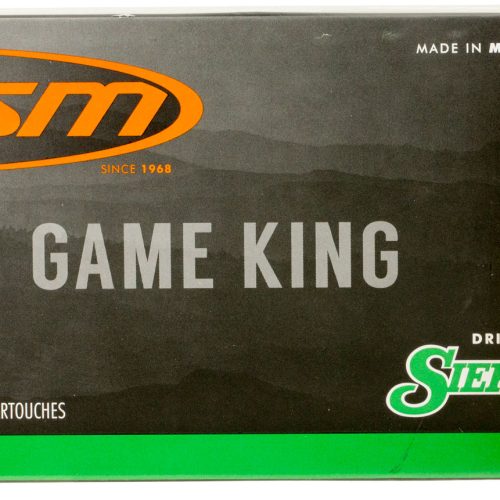 MADE IN M
SM
SINCE 1968
GAME KING
DRI
SIE
RTOUCHES